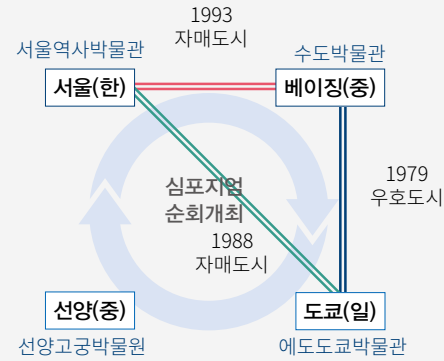 1993
자매도시
서울역사박물관
수도박물관
서울(한)
베이징(중)
1979
우호도시
심포지엄
순회개최
1988
자매도시
선양(중)
도쿄(일)
선양고궁박물원
에도도쿄박물관